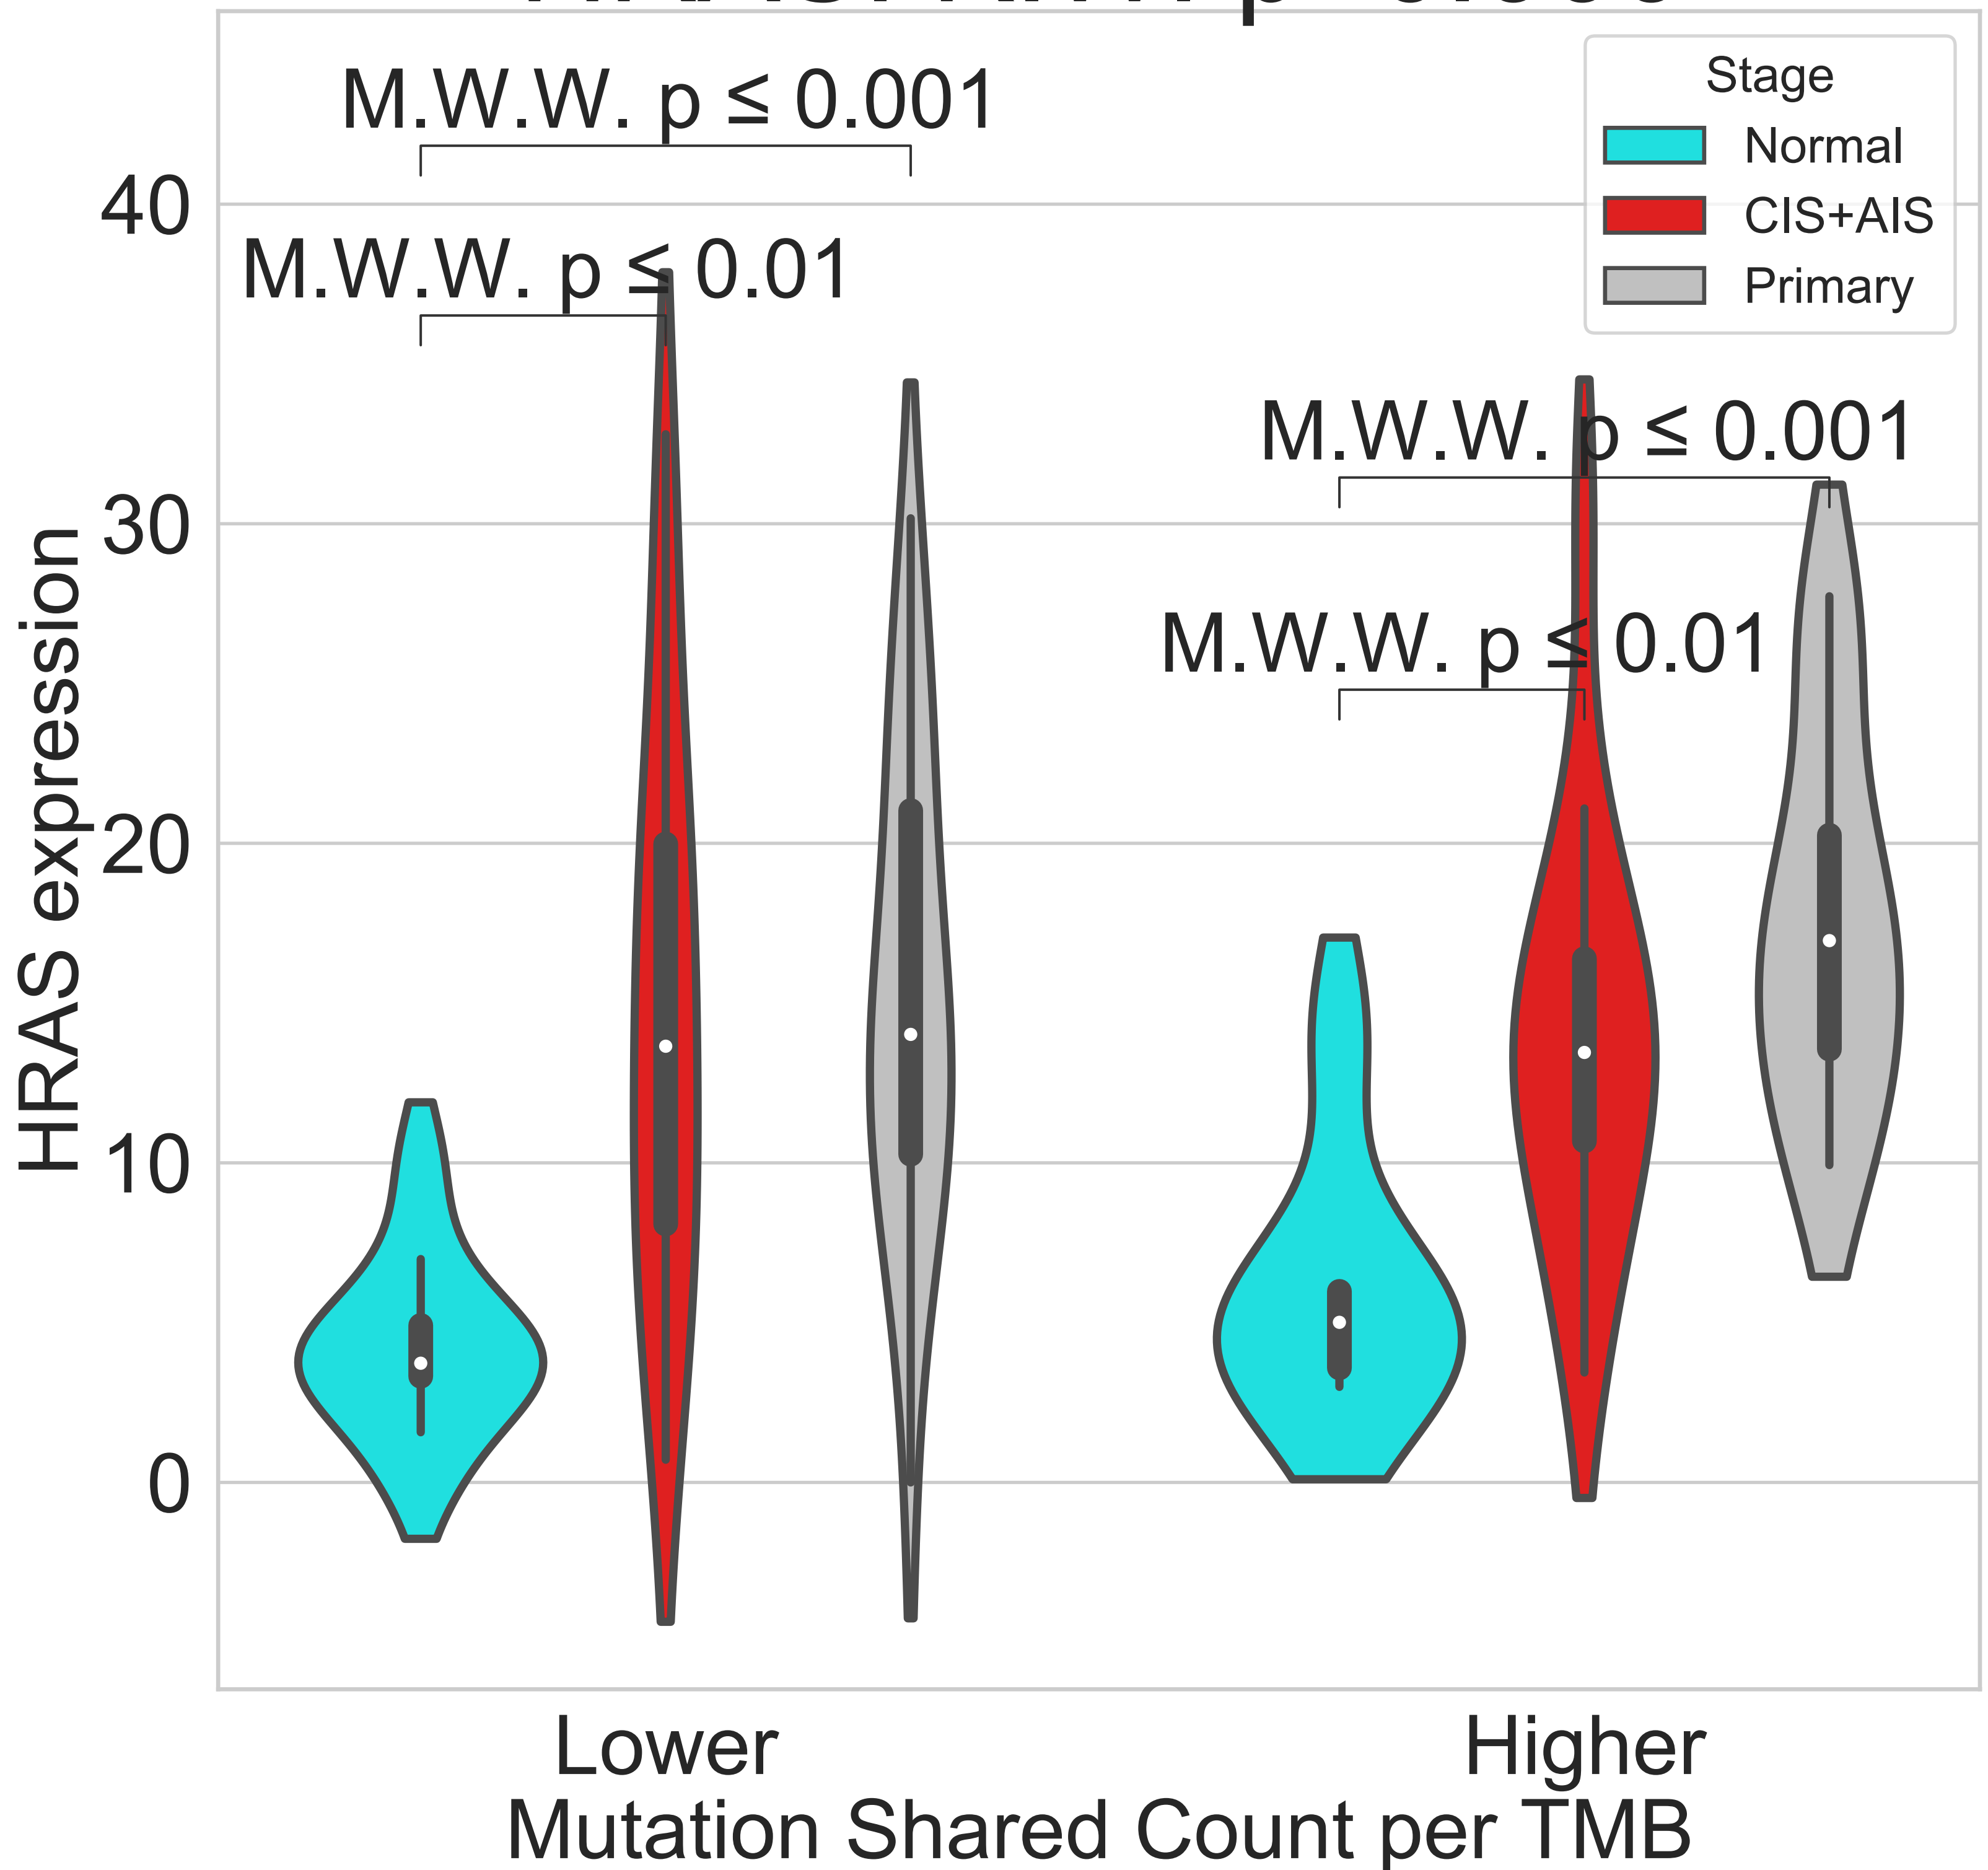 M.W.W. p ≤ 0.001
Stage
Normal
CIS+AIS
Primary
M.W.W. p ≤ 0.01
M.W.W. p ≤ 0.001
M.W.W. p ≤ 0.01
40
30
20
10
0
HRAS expression
Lower
Higher
Mutation Shared Count per TMB